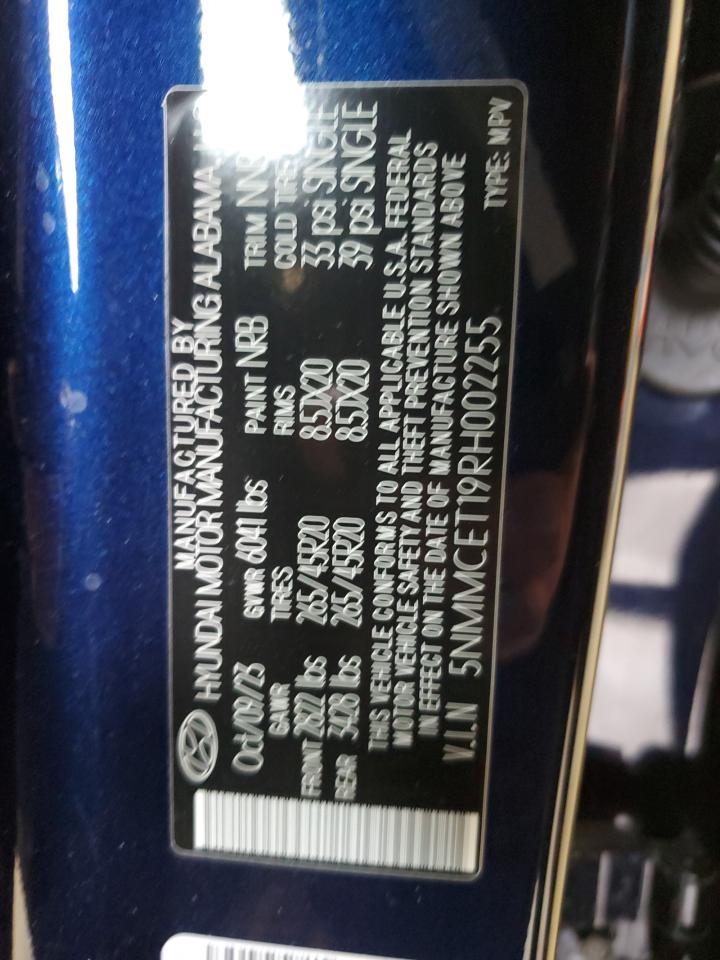 MANUFACTURED BY
HYUNDAI MOTOR MANUFACTURING ALABAMA,
Oct/09/23 GVWR 6041 lbs PAINT NRB TRIM
GAWR TIRES RIMS COLD TIRE
FRONT 2822 lbs 265/45R20 8.5JX20 33 psi SINGLE
REAR 3428 lbs 265/45R20 8.5JX20 39 psi SINGLE
THIS VEHICLE CONFORMS TO ALL APPLICABLE U.S.A. FEDERAL
MOTOR VEHICLE SAFETY AND THEFT PREVENTION STANDARDS
IN EFFECT ON THE DATE OF MANUFACTURE SHOWN ABOVE
V.I.N 5NMMCET19RH002255 TYPE: MPV